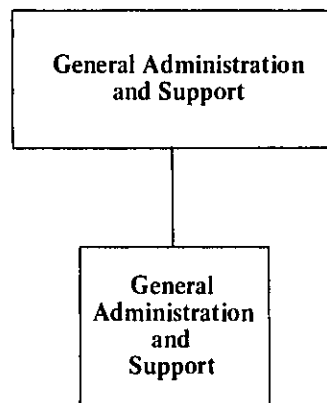 General Administration
and Support
General
Administration
and
Support